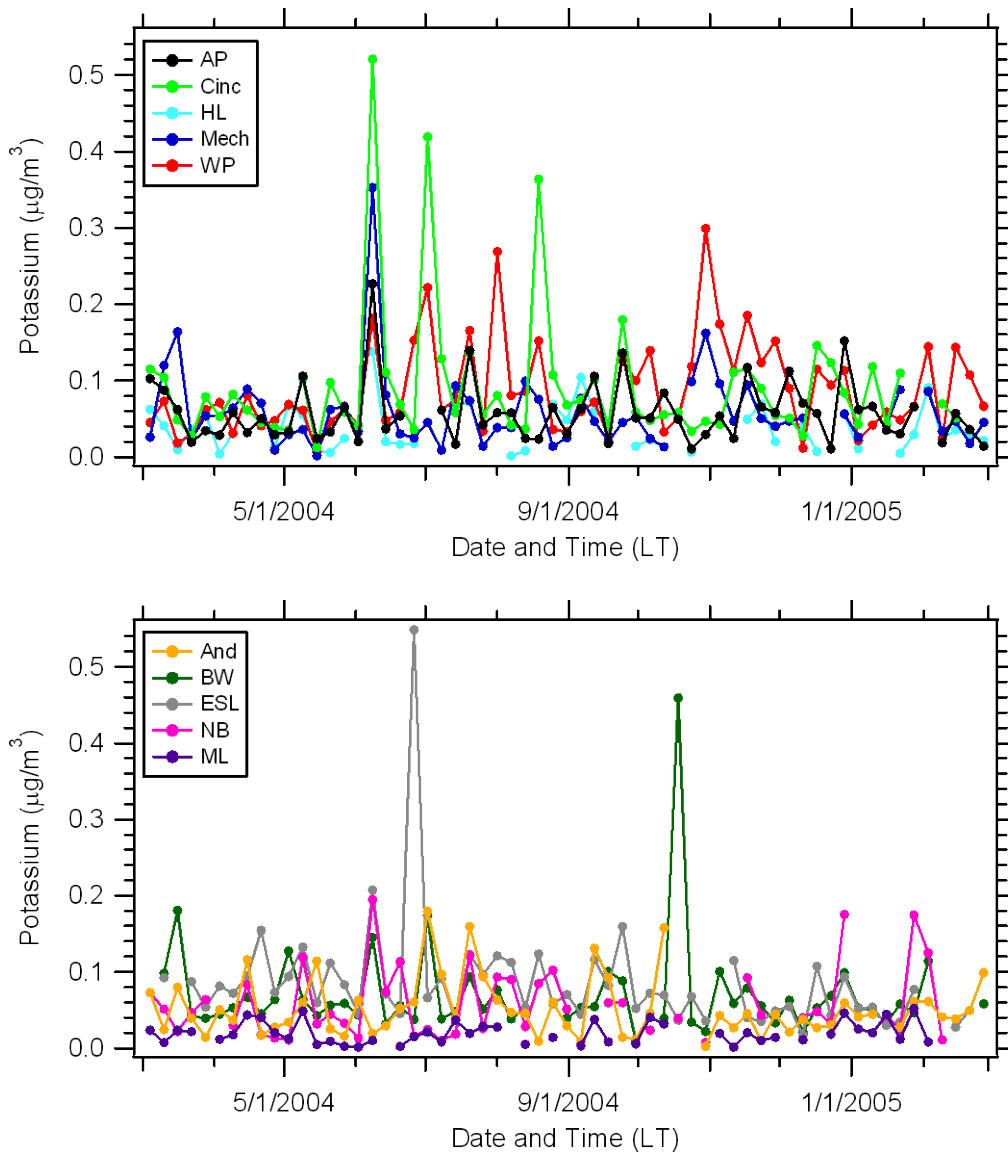 AP
Cinc
HL
Mech
WP
0.5
0.4
0.3
0.2
0.1
0.0
Potassium (μg/m³)
5/1/2004 9/1/2004 1/1/2005
Date and Time (LT)
And
BW
ESL
NB
ML
0.5
0.4
0.3
0.2
0.1
0.0
Potassium (μg/m³)
5/1/2004 9/1/2004 1/1/2005
Date and Time (LT)